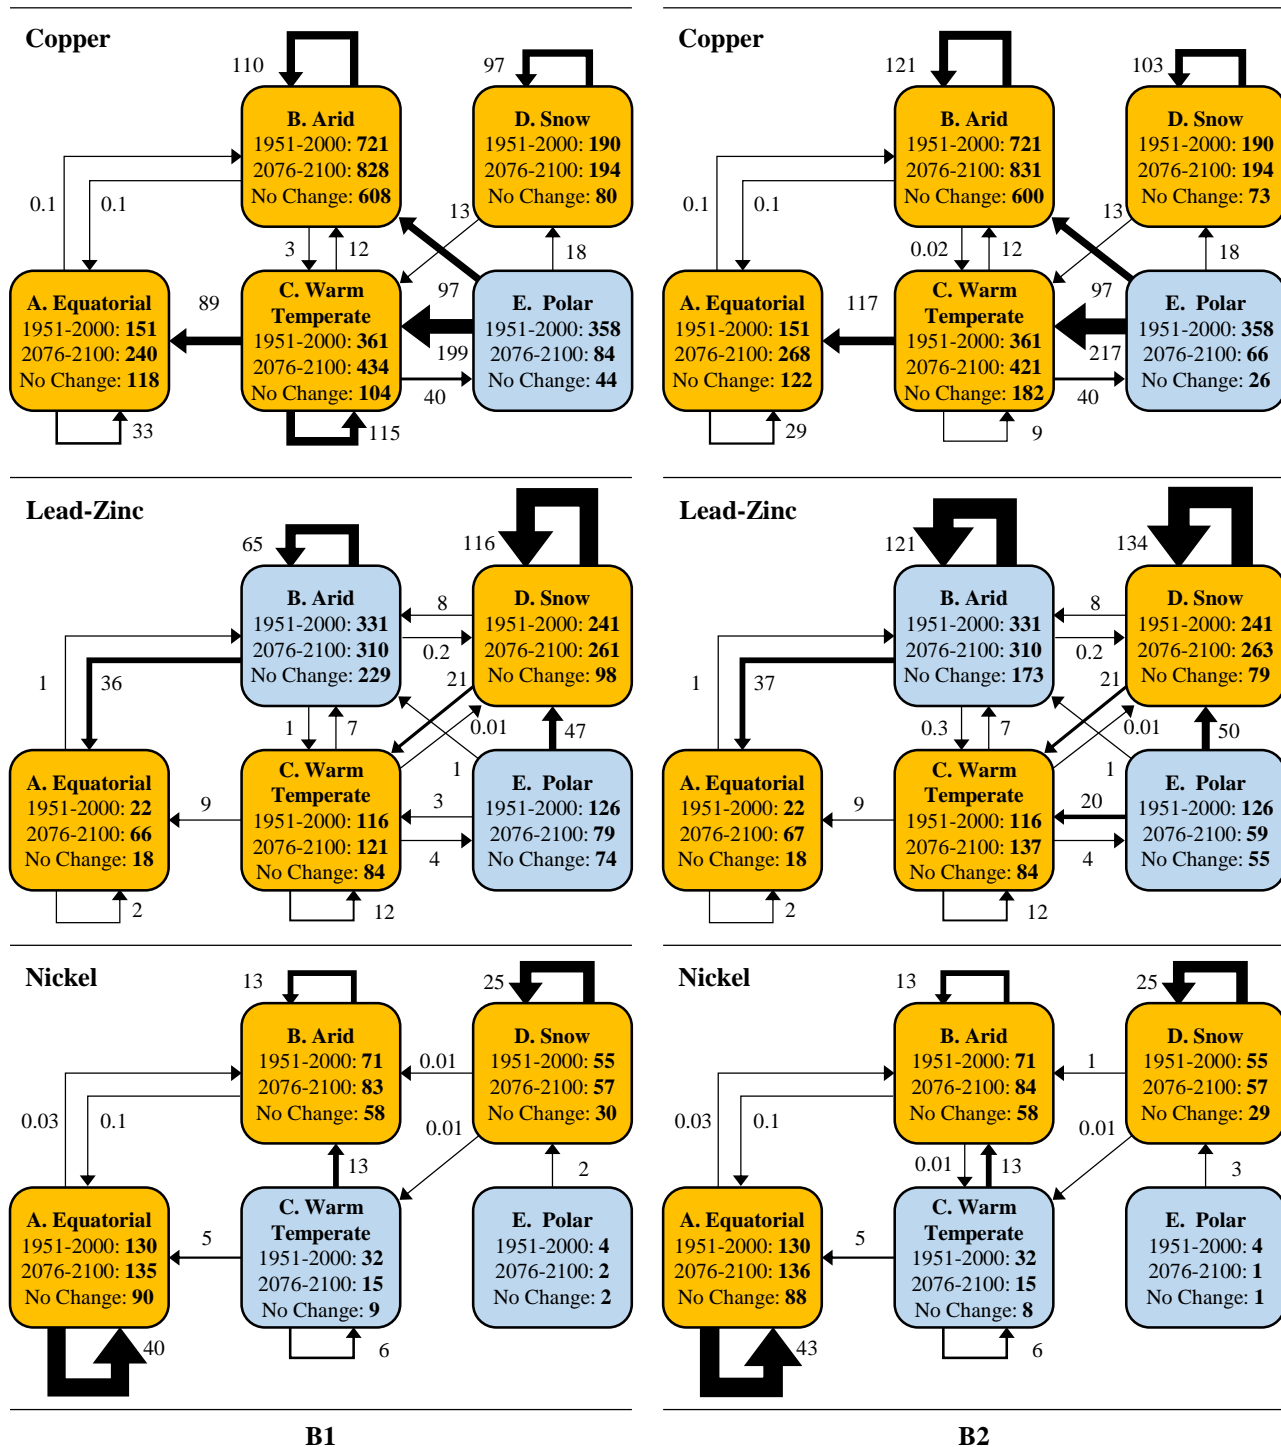 Copper
110
97
B. Arid
1951-2000: 721
2076-2100: 828
No Change: 608
D. Snow
1951-2000: 190
2076-2100: 194
No Change: 80
0.1
0.1
3
12
13
18
A. Equatorial
1951-2000: 151
2076-2100: 240
No Change: 118
89
C. Warm
Temperate
1951-2000: 361
2076-2100: 434
No Change: 104
97
199
40
E. Polar
1951-2000: 358
2076-2100: 84
No Change: 44
33
115
Copper
121
103
B. Arid
1951-2000: 721
2076-2100: 831
No Change: 600
D. Snow
1951-2000: 190
2076-2100: 194
No Change: 73
0.1
0.1
0.02
12
13
18
A. Equatorial
1951-2000: 151
2076-2100: 268
No Change: 122
117
C. Warm
Temperate
1951-2000: 361
2076-2100: 421
No Change: 182
97
217
40
E. Polar
1951-2000: 358
2076-2100: 66
No Change: 26
29
9
Lead-Zinc
65
116
B. Arid
1951-2000: 331
2076-2100: 310
No Change: 229
8
0.2
D. Snow
1951-2000: 241
2076-2100: 261
No Change: 98
1
36
1
7
21
0.01
47
A. Equatorial
1951-2000: 22
2076-2100: 66
No Change: 18
9
C. Warm
Temperate
1951-2000: 116
2076-2100: 121
No Change: 84
1
3
4
E. Polar
1951-2000: 126
2076-2100: 79
No Change: 74
2
12
Lead-Zinc
121
134
B. Arid
1951-2000: 331
2076-2100: 310
No Change: 173
8
0.2
D. Snow
1951-2000: 241
2076-2100: 263
No Change: 79
1
37
0.3
7
21
0.01
50
A. Equatorial
1951-2000: 22
2076-2100: 67
No Change: 18
9
C. Warm
Temperate
1951-2000: 116
2076-2100: 137
No Change: 84
1
20
4
E. Polar
1951-2000: 126
2076-2100: 59
No Change: 55
2
12
Nickel
13
25
B. Arid
1951-2000: 71
2076-2100: 83
No Change: 58
0.01
D. Snow
1951-2000: 55
2076-2100: 57
No Change: 30
0.03
0.1
13
0.01
2
A. Equatorial
1951-2000: 130
2076-2100: 135
No Change: 90
5
C. Warm
Temperate
1951-2000: 32
2076-2100: 15
No Change: 9
E. Polar
1951-2000: 4
2076-2100: 2
No Change: 2
40
6
Nickel
13
25
B. Arid
1951-2000: 71
2076-2100: 84
No Change: 58
1
D. Snow
1951-2000: 55
2076-2100: 57
No Change: 29
0.03
0.1
0.01
13
0.01
3
A. Equatorial
1951-2000: 130
2076-2100: 136
No Change: 88
5
C. Warm
Temperate
1951-2000: 32
2076-2100: 15
No Change: 8
E. Polar
1951-2000: 4
2076-2100: 1
No Change: 1
43
6
B1
B2